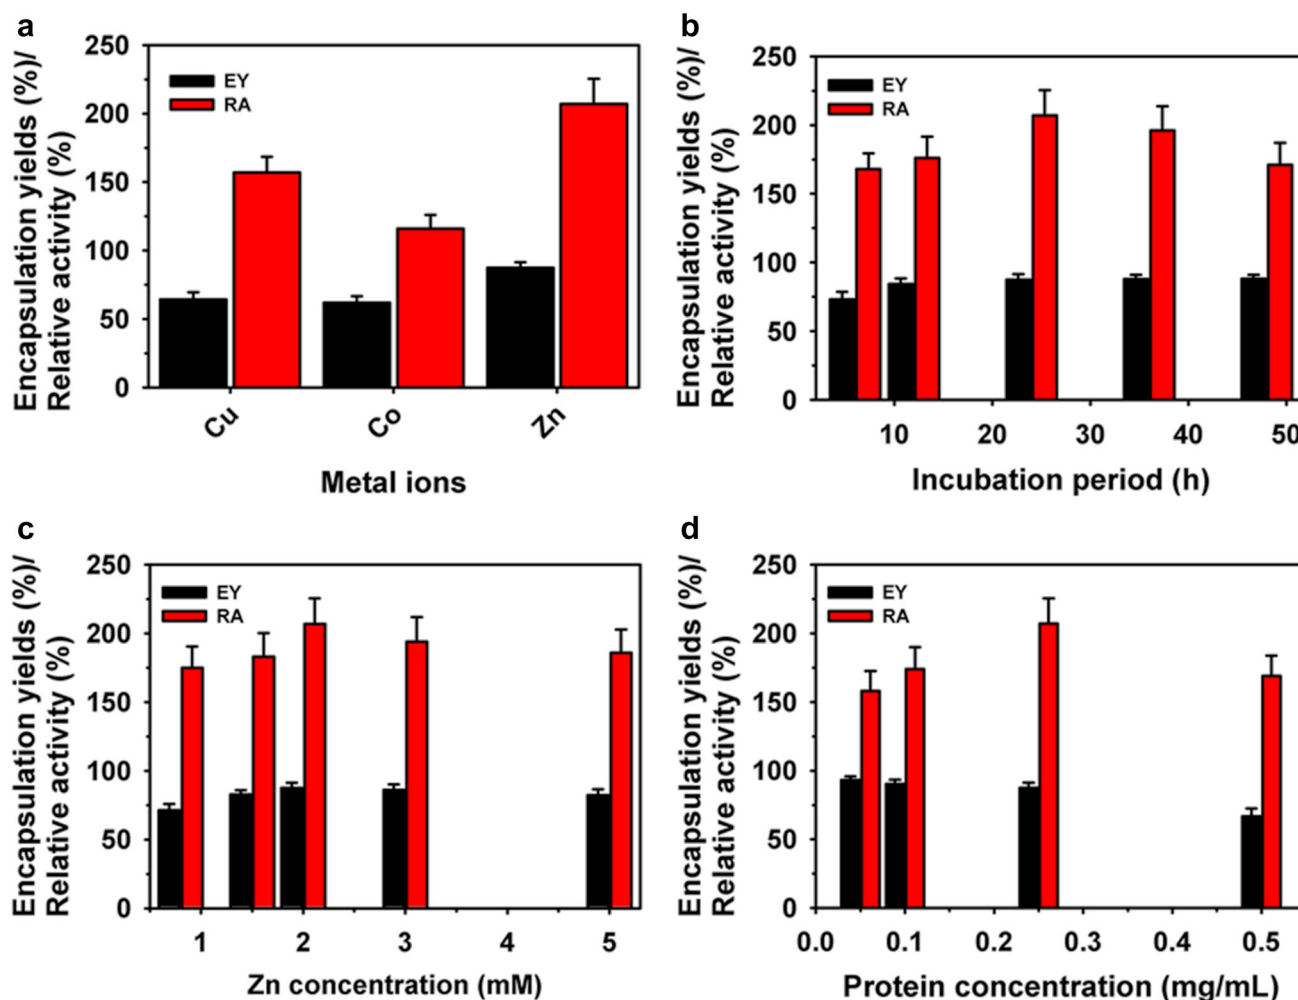 a
Encapsulation yields (%)/
Relative activity (%)
250
200
150
100
50
0
EY
RA
Cu
Co
Zn
Metal ions
b
Encapsulation yields (%)/
Relative activity (%)
250
200
150
100
50
0
EY
RA
10 20 30 40 50
Incubation period (h)
c
Encapsulation yields (%)/
Relative activity (%)
250
200
150
100
50
0
EY
RA
1 2 3 4 5
Zn concentration (mM)
d
Encapsulation yields (%)/
Relative activity (%)
250
200
150
100
50
0
EY
RA
0.0 0.1 0.2 0.3 0.4 0.5
Protein concentration (mg/mL)